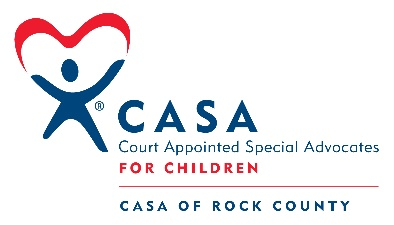 ®
CASA
Court Appointed Special Advocates
FOR CHILDREN
CASA OF ROCK COUNTY